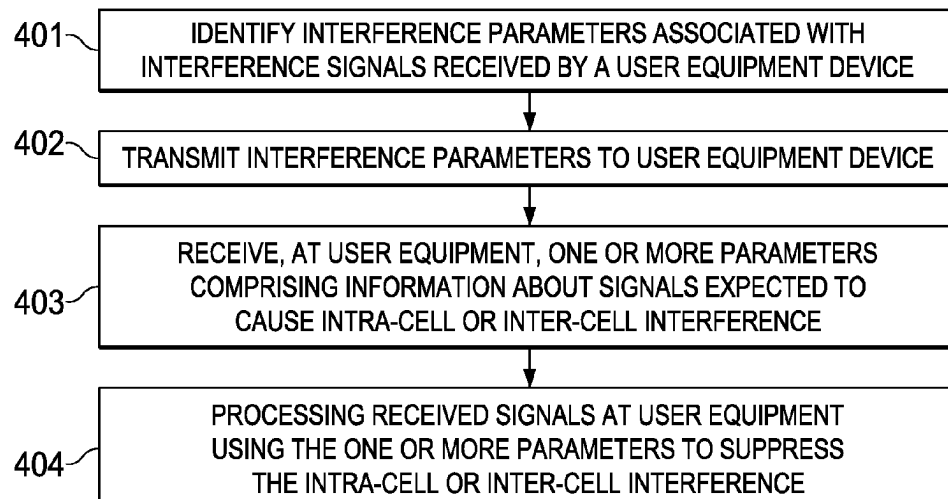 401
IDENTIFY INTERFERENCE PARAMETERS ASSOCIATED WITH
INTERFERENCE SIGNALS RECEIVED BY A USER EQUIPMENT DEVICE
402
TRANSMIT INTERFERENCE PARAMETERS TO USER EQUIPMENT DEVICE
403
RECEIVE, AT USER EQUIPMENT, ONE OR MORE PARAMETERS
COMPRISING INFORMATION ABOUT SIGNALS EXPECTED TO
CAUSE INTRA-CELL OR INTER-CELL INTERFERENCE
404
PROCESSING RECEIVED SIGNALS AT USER EQUIPMENT
USING THE ONE OR MORE PARAMETERS TO SUPPRESS
THE INTRA-CELL OR INTER-CELL INTERFERENCE